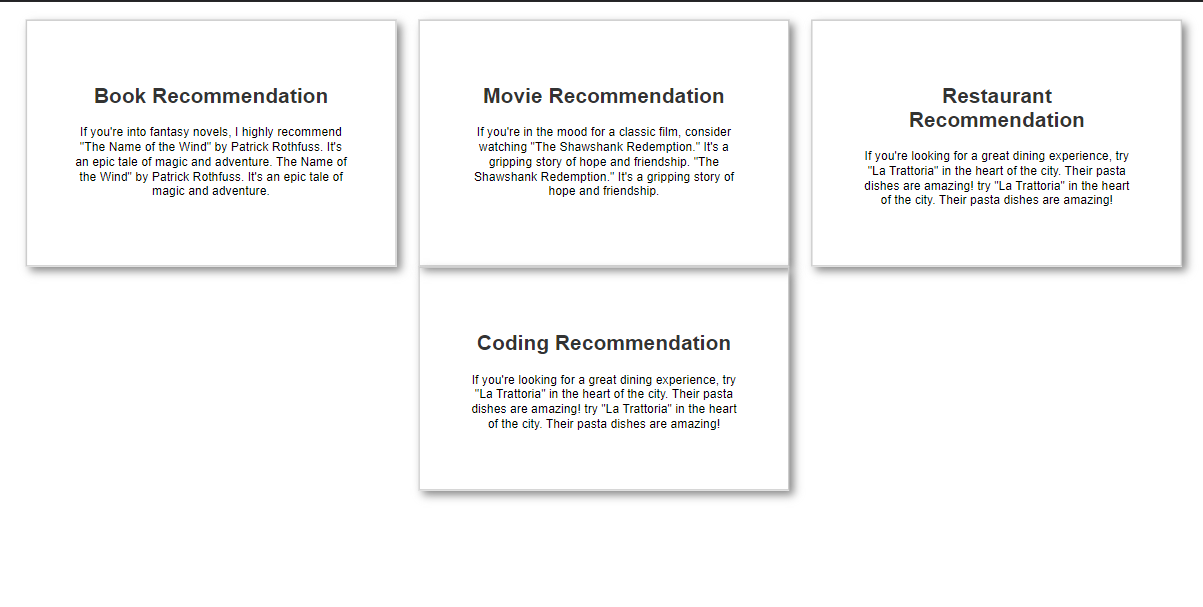 Book Recommendation
If you're into fantasy novels, I highly recommend
"The Name of the Wind" by Patrick Rothfuss. It's
an epic tale of magic and adventure. The Name of
the Wind" by Patrick Rothfuss. It's an epic tale of
magic and adventure.
Movie Recommendation
If you're in the mood for a classic film, consider
watching "The Shawshank Redemption." It's a
gripping story of hope and friendship. "The
Shawshank Redemption." It's a gripping story of
hope and friendship.
Restaurant
Recommendation
If you're looking for a great dining experience, try
"La Trattoria" in the heart of the city. Their pasta
dishes are amazing! try "La Trattoria" in the heart
of the city. Their pasta dishes are amazing!
Coding Recommendation
If you're looking for a great dining experience, try
"La Trattoria" in the heart of the city. Their pasta
dishes are amazing! try "La Trattoria" in the heart
of the city. Their pasta dishes are amazing!